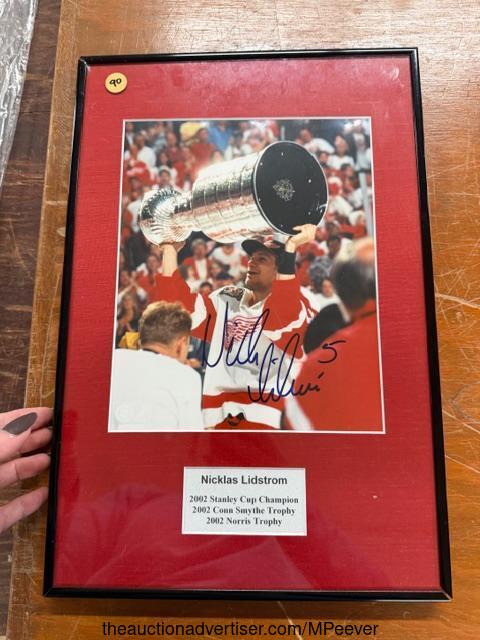 90
Nicklas Lidstrom
2002 Stanley Cup Champion
2002 Conn Smythe Trophy
2002 Norris Trophy
theauctionadvertiser.com/MPeever